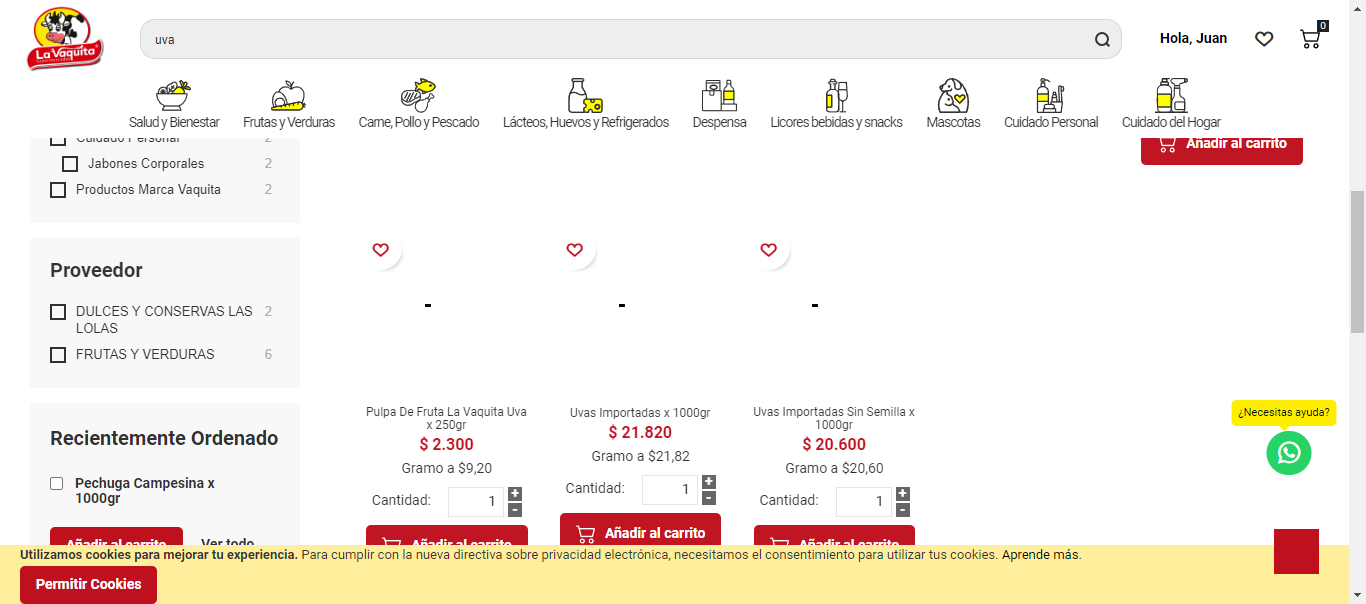 La Vaquita
uva
Hola, Juan
0
Salud y Bienestar
Frutas y Verduras
Carne, Pollo y Pescado
Lácteos, Huevos y Refrigerados
Despensa
Licores bebidas y snacks
Mascotas
Cuidado Personal
Cuidado del Hogar
Cuidado Personal 2
Jabones Corporales 2
Productos Marca Vaquita 2
Añadir al carrito
Proveedor
DULCES Y CONSERVAS LAS 2
LOLAS
FRUTAS Y VERDURAS 6
Recientemente Ordenado
Pechuga Campesina x
1000gr
Añadir al carrito
Ver todo
-
Pulpa De Fruta La Vaquita Uva
x 250gr
$ 2.300
Gramo a $9,20
Cantidad: 1 + -
Añadir al carrito
-
Uvas Importadas x 1000gr
$ 21.820
Gramo a $21,82
Cantidad: 1 + -
Añadir al carrito
-
Uvas Importadas Sin Semilla x
1000gr
$ 20.600
Gramo a $20,60
Cantidad: 1 + -
Añadir al carrito
¿Necesitas ayuda?
Utilizamos cookies para mejorar tu experiencia. Para cumplir con la nueva directiva sobre privacidad electrónica, necesitamos el consentimiento para utilizar tus cookies. Aprende más.
Permitir Cookies